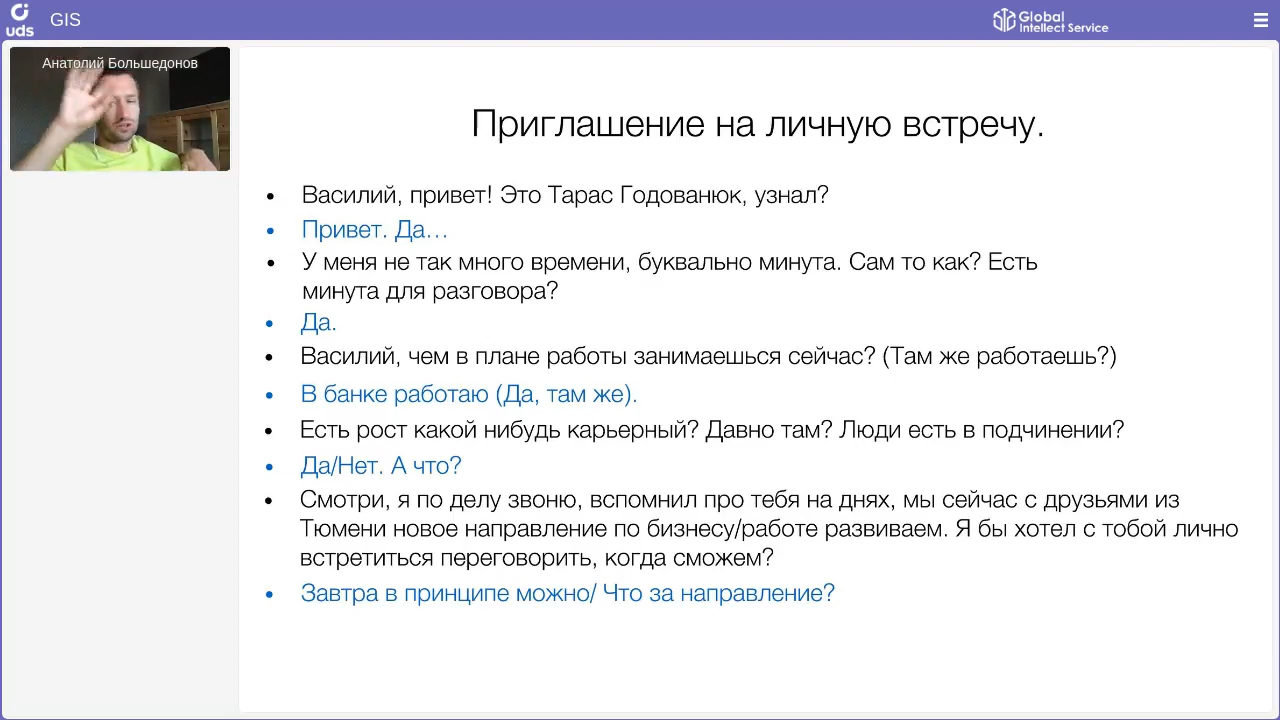 uds
GIS
Global
Intellect Service
Анатолий Большедонов
Приглашение на личную встречу.
• Василий, привет! Это Тарас Годованюк, узнал?
• Привет. Да...
• У меня не так много времени, буквально минута. Сам то как? Есть
минута для разговора?
• Да.
• Василий, чем в плане работы занимаешься сейчас? (Там же работаешь?)
• В банке работаю (Да, там же).
• Есть рост какой нибудь карьерный? Давно там? Люди есть в подчинении?
• Да/Нет. А что?
• Смотри, я по делу звоню, вспомнил про тебя на днях, мы сейчас с друзьями из
Тюмени новое направление по бизнесу/работе развиваем. Я бы хотел с тобой лично
встретиться переговорить, когда сможем?
• Завтра в принципе можно/ Что за направление?